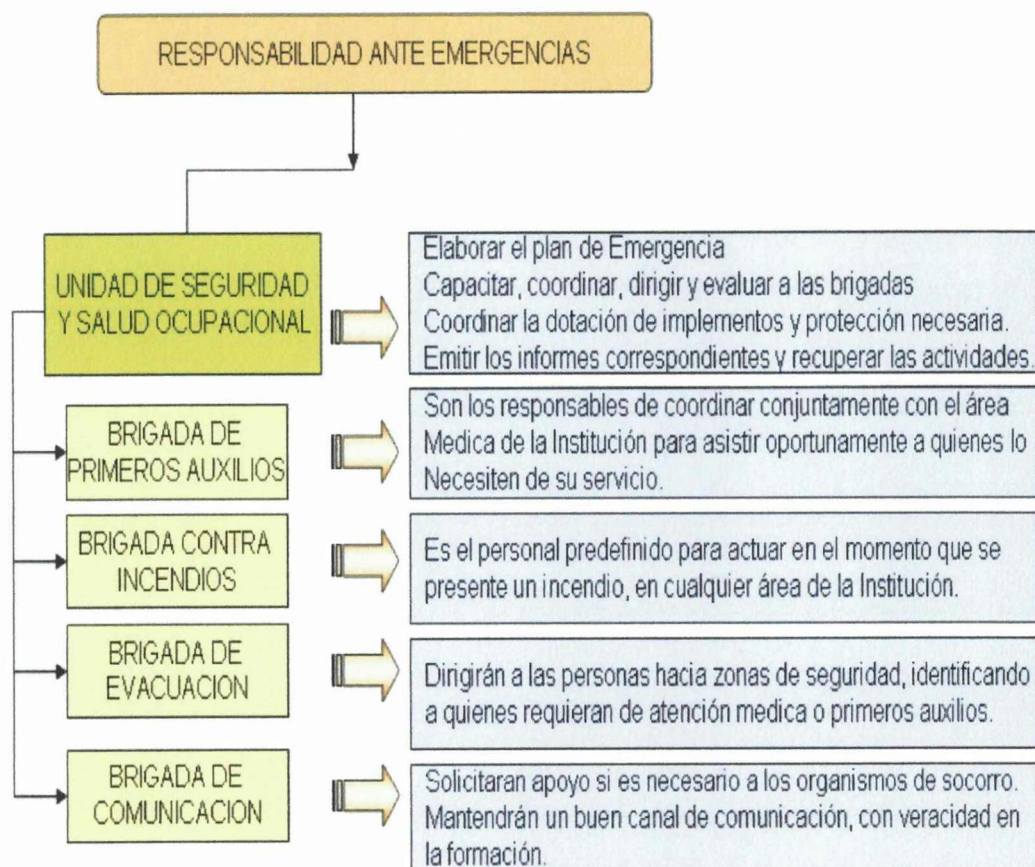 RESPONSABILIDAD ANTE EMERGENCIAS
UNIDAD DE SEGURIDAD
Y SALUD OCUPACIONAL
Elaborar el plan de Emergencia
Capacitar, coordinar, dirigir y evaluar a las brigadas
Coordinar la dotación de implementos y protección necesaria.
Emitir los informes correspondientes y recuperar las actividades.
BRIGADA DE
PRIMEROS AUXILIOS
Son los responsables de coordinar conjuntamente con el área
Medica de la Institución para asistir oportunamente a quienes lo
Necesiten de su servicio.
BRIGADA CONTRA
INCENDIOS
Es el personal predefinido para actuar en el momento que se
presente un incendio, en cualquier área de la Institución.
BRIGADA DE
EVACUACION
Dirigirán a las personas hacia zonas de seguridad, identificando
a quienes requieran de atención medica o primeros auxilios.
BRIGADA DE
COMUNICACION
Solicitaran apoyo si es necesario a los organismos de socorro.
Mantendrán un buen canal de comunicación, con veracidad en
la formación.